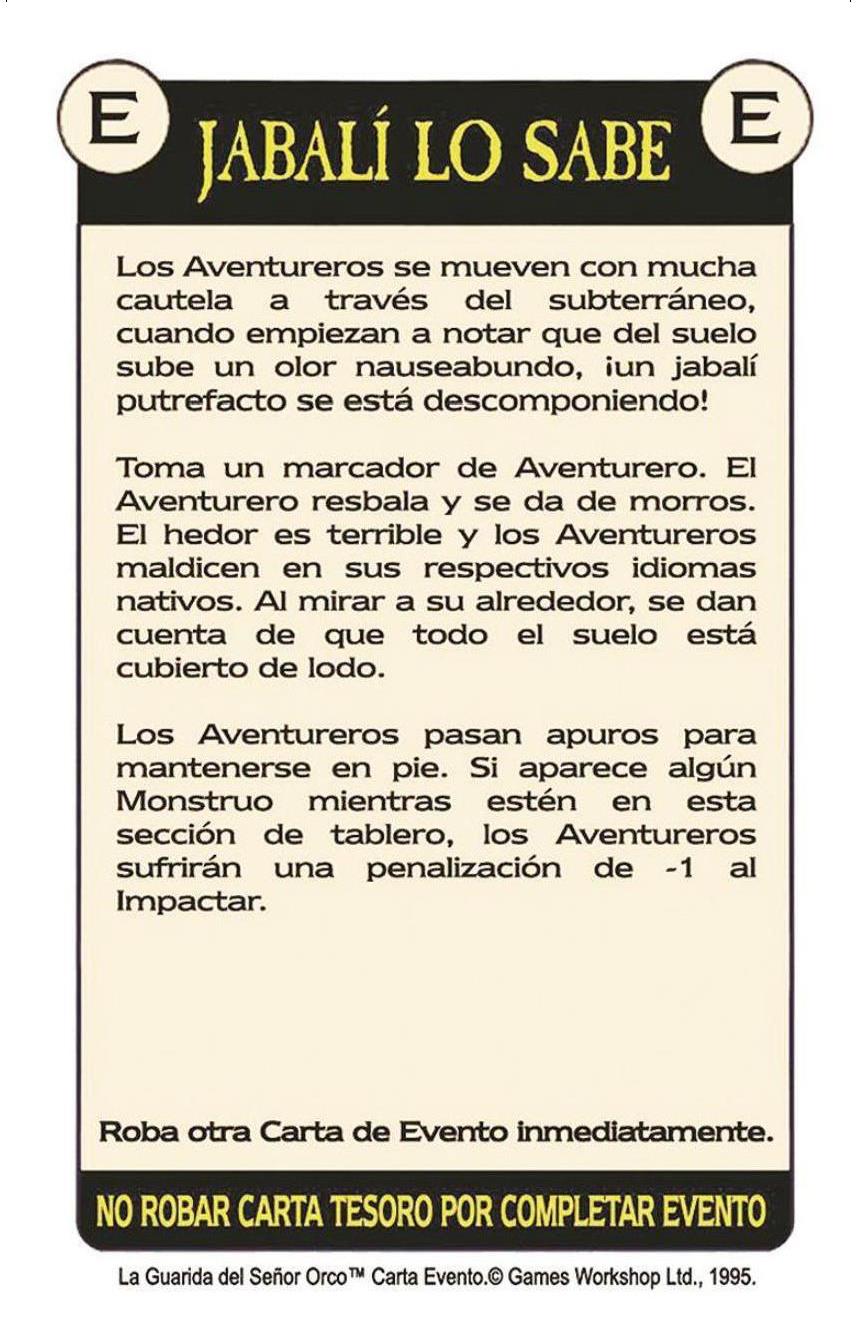 E
E
JABALÍ LO SABE
Los Aventureros se mueven con mucha
cautela a través del subterráneo,
cuando empiezan a notar que del suelo
sube un olor nauseabundo, ¡un jabalí
putrefacto se está descomponiendo!
Toma un marcador de Aventurero. El
Aventurero resbala y se da de morros.
El hedor es terrible y los Aventureros
maldicen en sus respectivos idiomas
nativos. Al mirar a su alrededor, se dan
cuenta de que todo el suelo está
cubierto de lodo.
Los Aventureros pasan apuros para
mantenerse en pie. Si aparece algún
Monstruo mientras estén en esta
sección de tablero, los Aventureros
sufrirán una penalización de -1 al
Impactar.
Roba otra Carta de Evento inmediatamente.
NO ROBAR CARTA TESORO POR COMPLETAR EVENTO
La Guarida del Señor Orco™ Carta Evento.© Games Workshop Ltd., 1995.